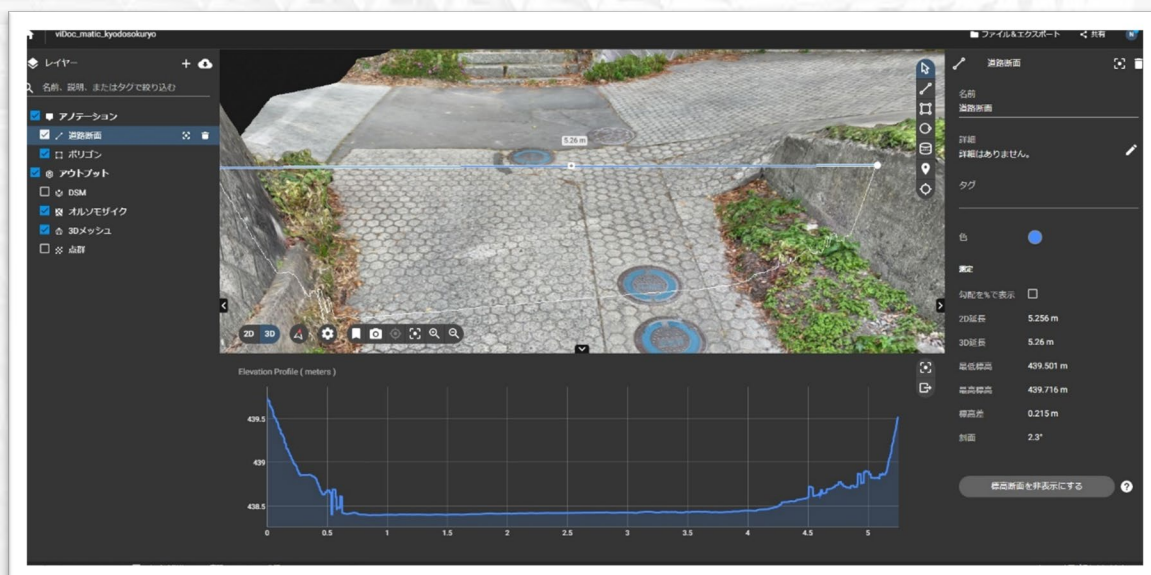 viDoc_matic_kyodosokuryo
ファイル&エクスポート
共有
N
レイヤー
名前、説明、またはタグで絞り込む
アノテーション
道路断面
ポリゴン
アウトプット
DSM
オルソモザイク
3Dメッシュ
点群
5.26 m
2D 3D
道路断面
名前
道路断面
詳細
詳細はありません。
タグ
色
測定
勾配を%で表示
2D延長 5.256 m
3D延長 5.26 m
最低標高 439.501 m
最高標高 439.716 m
標高差 0.215 m
斜面 2.3°
標高断面を非表示にする
Elevation Profile ( meters )
439.5
439
438.5
0 0.5 1 1.5 2 2.5 3 3.5 4 4.5 5